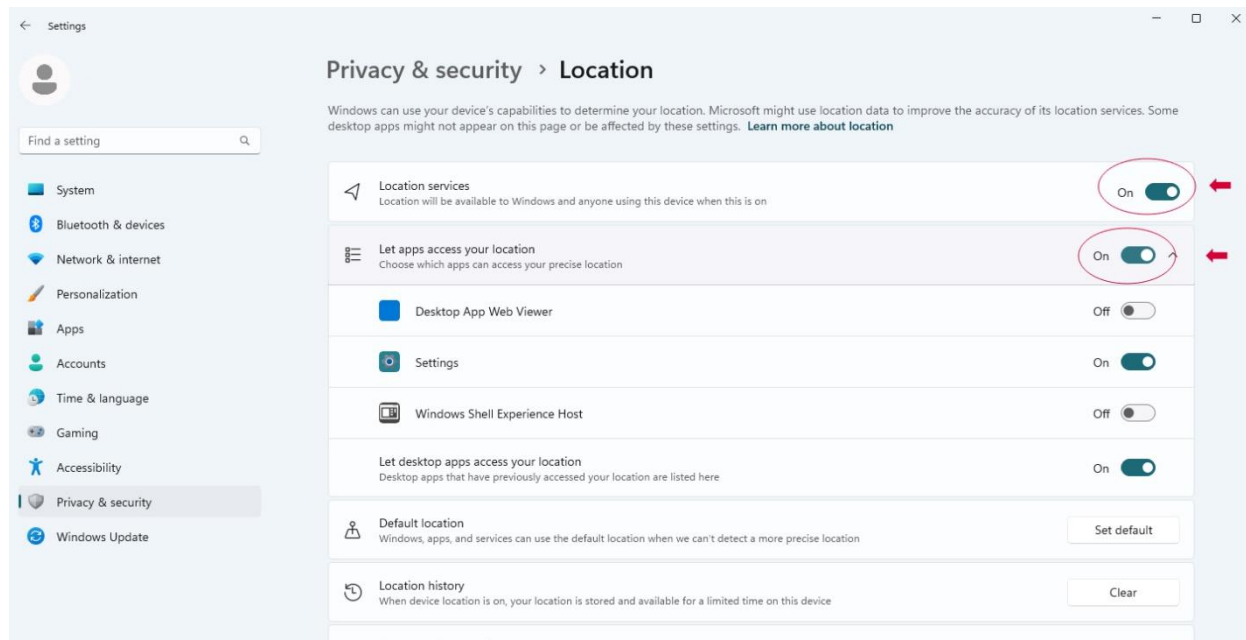 Settings
Privacy & security > Location
Windows can use your device's capabilities to determine your location. Microsoft might use location data to improve the accuracy of its location services. Some
desktop apps might not appear on this page or be affected by these settings. Learn more about location
Find a setting
System
Bluetooth & devices
Network & internet
Personalization
Apps
Accounts
Time & language
Gaming
Accessibility
Privacy & security
Windows Update
Location services
Location will be available to Windows and anyone using this device when this is on
On
Let apps access your location
Choose which apps can access your precise location
On
Desktop App Web Viewer
Off
Settings
On
Windows Shell Experience Host
Off
Let desktop apps access your location
Desktop apps that have previously accessed your location are listed here
On
Default location
Windows, apps, and services can use the default location when we can't detect a more precise location
Set default
Location history
When device location is on, your location is stored and available for a limited time on this device
Clear